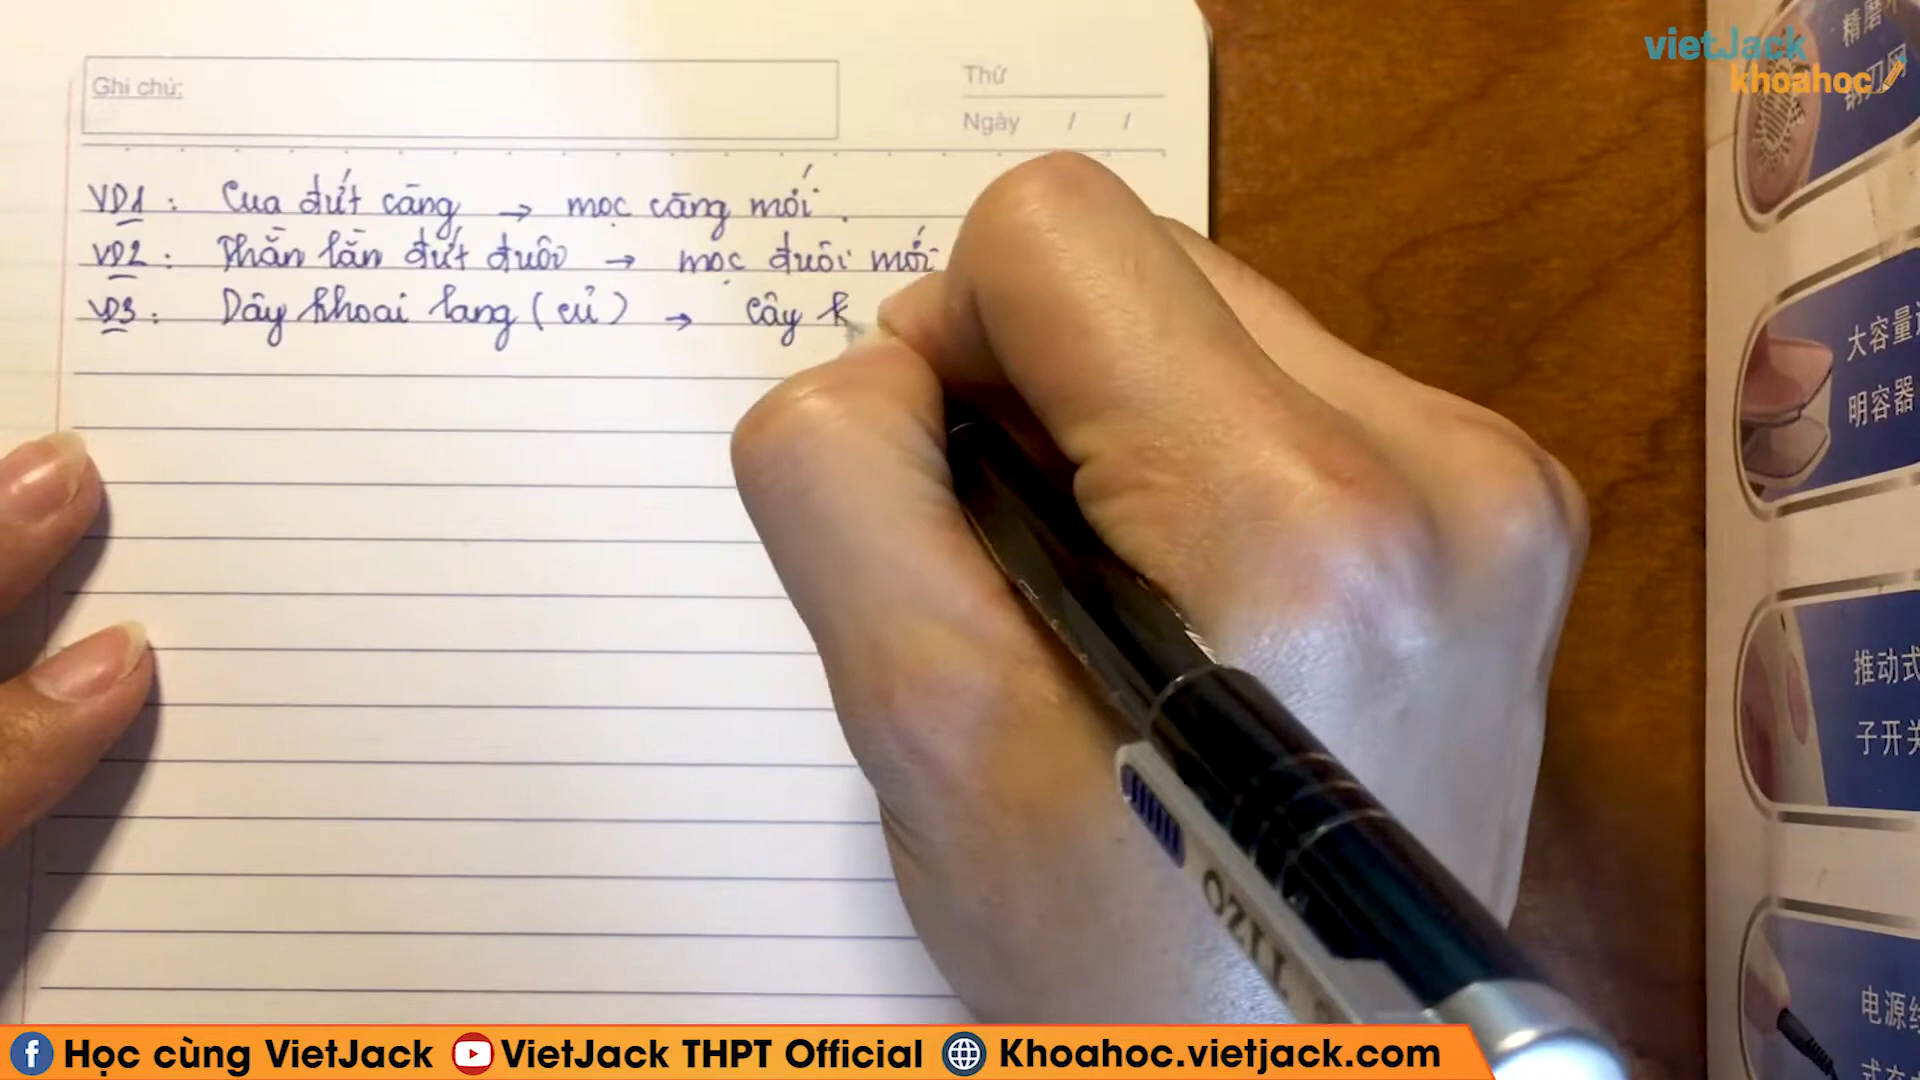 vietJack
khoahoc
Ghi chú:
Thứ
Ngày / /
VD1 : Cua đứt càng → mọc càng mới.
VD2 : Thằn lằn đứt đuôi → mọc đuôi mới
VD3 : Dây khoai lang (củ) → cây k
大容量
明容器
推动式
子开关
电源线
OZIT
Học cùng VietJack
VietJack THPT Official
Khoahoc.vietjack.com